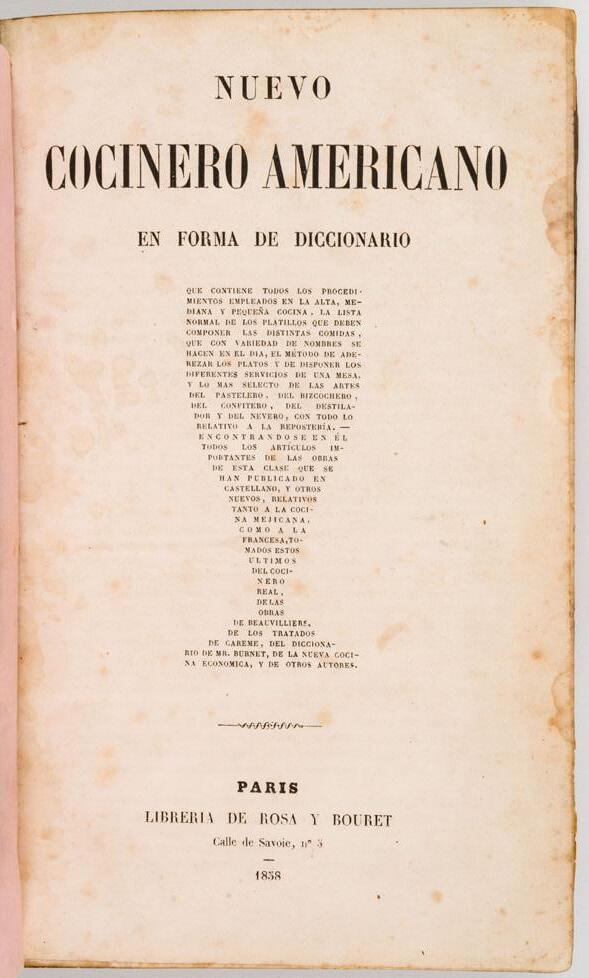 NUEVO
COCINERO AMERICANO
EN FORMA DE DICCIONARIO
QUE CONTIENE TODOS LOS PROCEDI-
MIENTOS EMPLEADOS EN LA ALTA, ME-
DIANA Y PEQUEÑA COCINA, LA LISTA
NORMAL DE LOS PLATILLOS QUE DEBEN
COMPONER LAS DISTINTAS COMIDAS,
QUE CON VARIEDAD DE NOMBRES SE
HACEN EN EL DIA, EL MÉTODO DE ADE-
REZAR LOS PLATOS Y DE DISPONER LOS
DIFERENTES SERVICIOS DE UNA MESA,
Y LO MAS SELECTO DE LAS ARTES
DEL PASTELERO, DEL BIZCOCHERO,
DEL CONFITERO, DEL DESTILA-
DOR Y DEL NEVERO, CON TODO LO
RELATIVO A LA REPOSTERÍA. —
ENCONTRANDOSE EN ÉL
TODOS LOS ARTÍCULOS IM-
PORTANTES DE LAS OBRAS
DE ESTA CLASE QUE SE
HAN PUBLICADO EN
CASTELLANO, Y OTROS
NUEVOS, RELATIVOS
TANTO A LA COCI-
NA MEJICANA,
COMO A LA
FRANCESA, TO-
MADOS ESTOS
ULTIMOS
DEL COCI-
NERO
REAL,
DE LAS
OBRAS
DE BEAUVILLIERS,
DE LOS TRATADOS
DE CAREME, DEL DICCIONA-
RIO DE MR. BURNET, DE LA NUEVA COCI-
NA ECONOMICA, Y DE OTROS AUTORES.
PARIS
LIBRERIA DE ROSA Y BOURET
Calle de Savoie, nº 5
1858